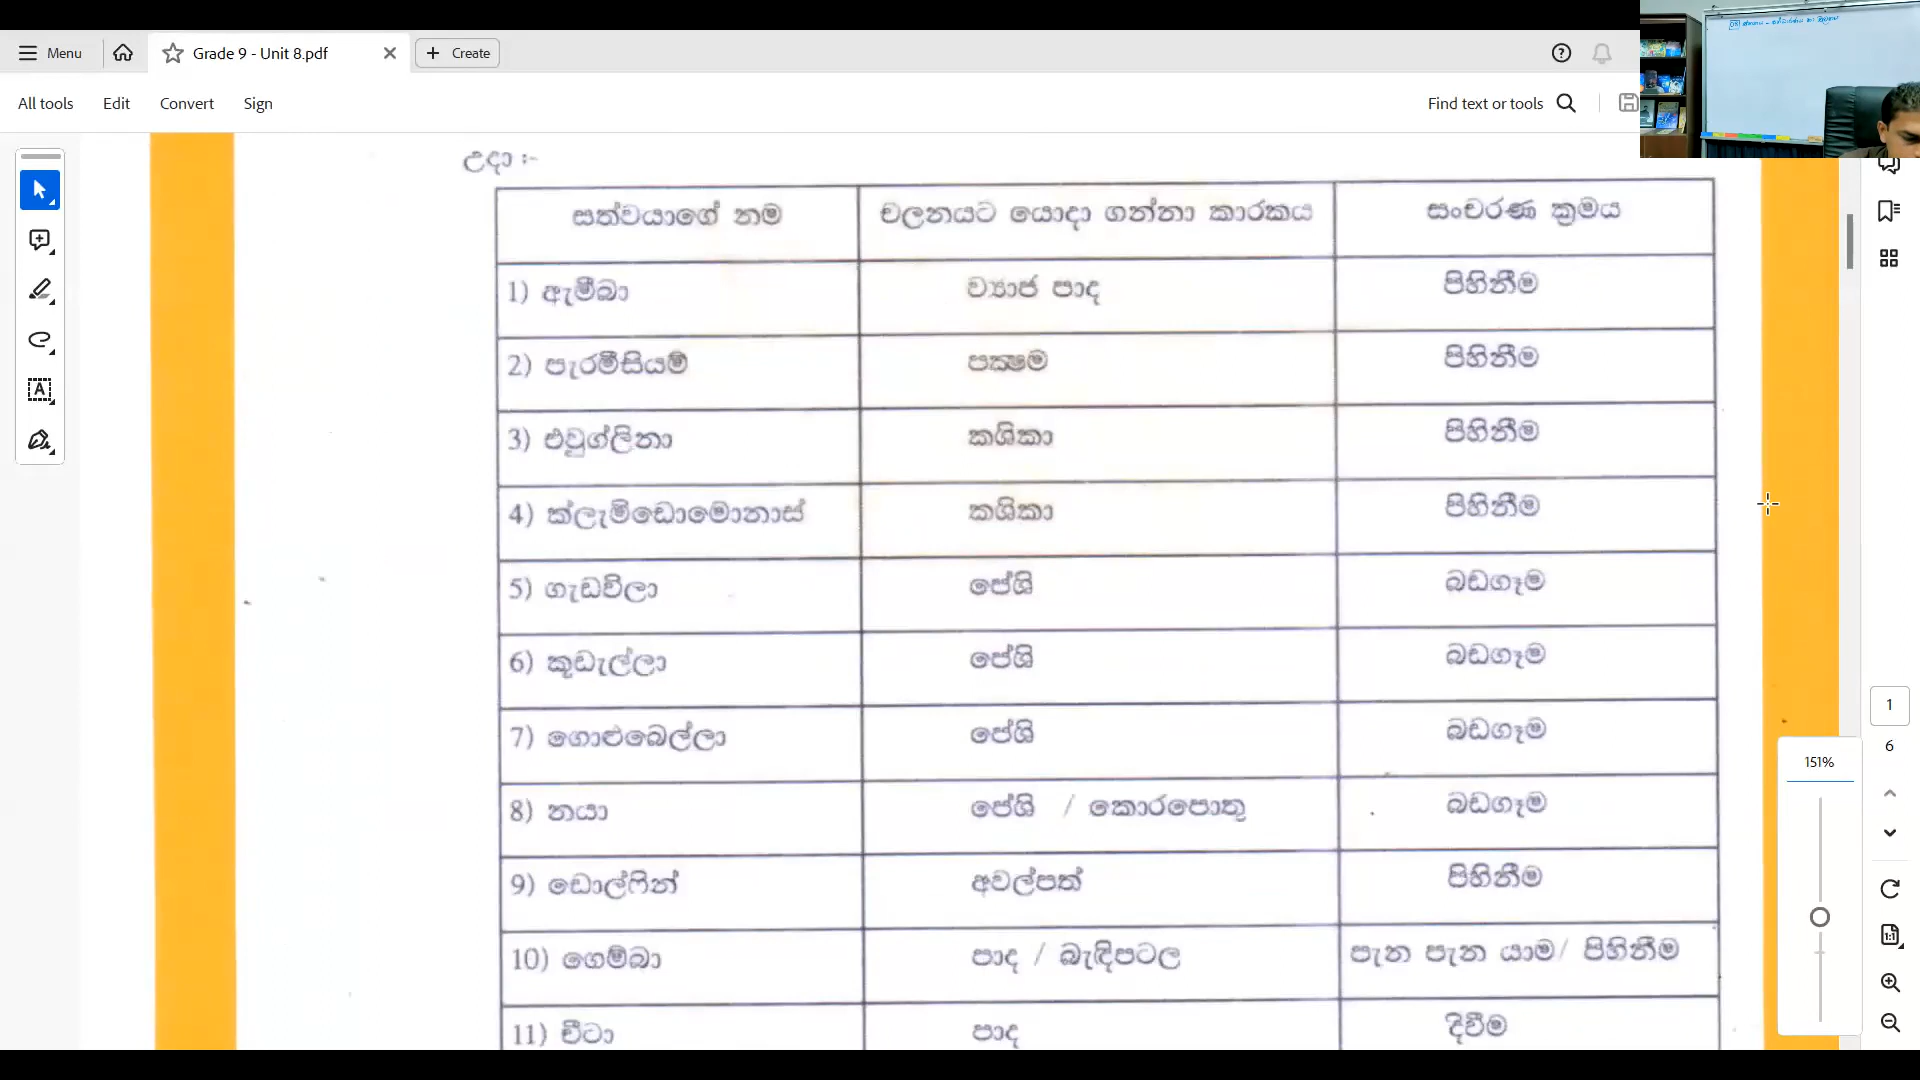 Menu
Grade 9 - Unit 8.pdf
Create
All tools Edit Convert Sign
Find text or tools
උදා :-
සත්වයාගේ නම චලනයට යොදා ගන්නා කාරකය සංචරණ ක්‍රමය
1) ඇමීබා ව්‍යාජ පාද පිහිනීම
2) පැරමීසියම් පක්ෂම පිහිනීම
3) එවුග්ලිනා කශිකා පිහිනීම
4) ක්ලැමිඩොමොනාස් කශිකා පිහිනීම
5) ගැඩවිලා පේශි බඩගෑම
6) කූඩැල්ලා පේශි බඩගෑම
7) ගොළුබෙල්ලා පේශි බඩගෑම
8) නයා පේශි / කොරපොතු බඩගෑම
9) ඩොල්ෆින් අවල්පත් පිහිනීම
10) ගෙම්බා පාද / බැඳිපටල පැන පැන යාම/ පිහිනීම
11) චීටා පාද දිවීම
1
6
151%